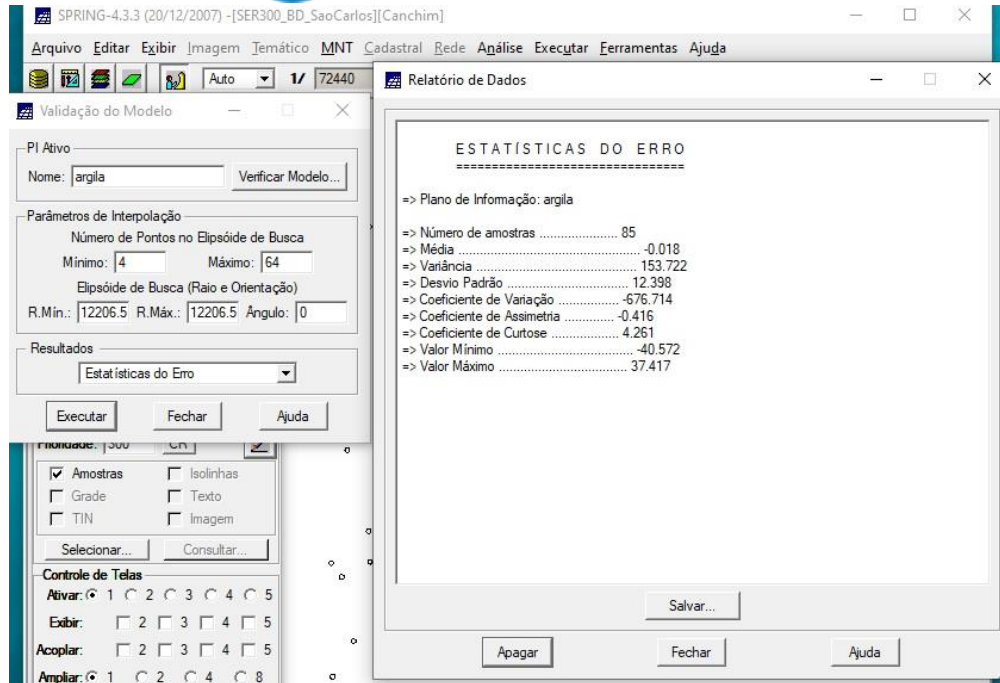 SPRING-4.3.3 (20/12/2007) -[SER300_BD_SaoCarlos][Canchim]
Arquivo Editar Exibir Imagem Temático MNT Cadastral Rede Análise Executar Ferramentas Ajuda
Auto 1/ 72440
Validação do Modelo
PI Ativo
Nome: argila Verificar Modelo...
Parâmetros de Interpolação
Número de Pontos no Elipsóide de Busca
Mínimo: 4 Máximo: 64
Elipsóide de Busca (Raio e Orientação)
R.Mín.: 12206.5 R.Máx.: 12206.5 Ângulo: 0
Resultados
Estatísticas do Erro
Executar Fechar Ajuda
Prioridade: 300 CR
Amostras Isolinhas
Grade Texto
TIN Imagem
Selecionar... Consultar...
Controle de Telas
Ativar: 1 2 3 4 5
Exibir: 2 3 4 5
Acoplar: 2 3 4 5
Ampliar: 1 2 4 8
Relatório de Dados
ESTATÍSTICAS DO ERRO
================================
=> Plano de Informação: argila
=> Número de amostras ...................... 85
=> Média ................................................... -0.018
=> Variância ............................................. 153.722
=> Desvio Padrão .................................. 12.398
=> Coeficiente de Variação ................. -676.714
=> Coeficiente de Assimetria .............. -0.416
=> Coeficiente de Curtose ................... 4.261
=> Valor Mínimo ...................................... -40.572
=> Valor Máximo .................................... 37.417
Salvar...
Apagar Fechar Ajuda